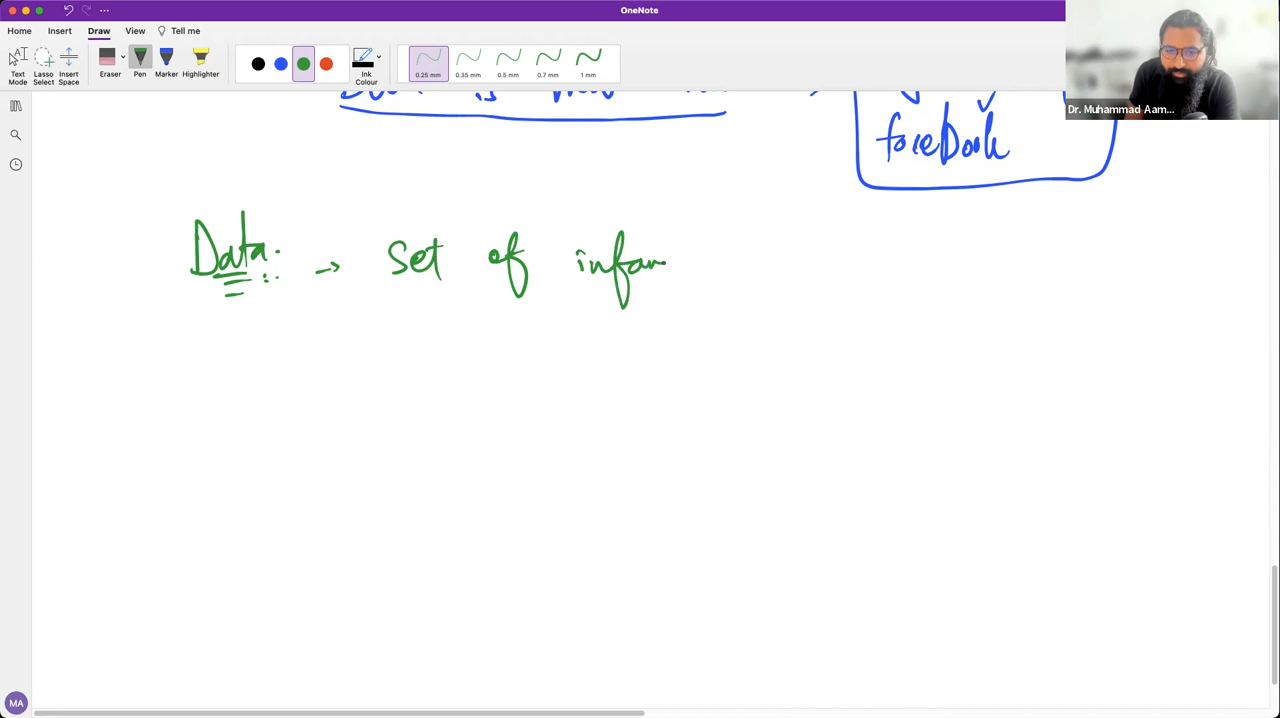 OneNote
Home Insert Draw View Tell me
Text Mode Lasso Select Insert Space Eraser Pen Marker Highlighter Ink Colour 0.25 mm 0.35 mm 0.5 mm 0.7 mm 1 mm
Dr. Muhammad Aam...
is
facebook
Data: → Set of infor
MA